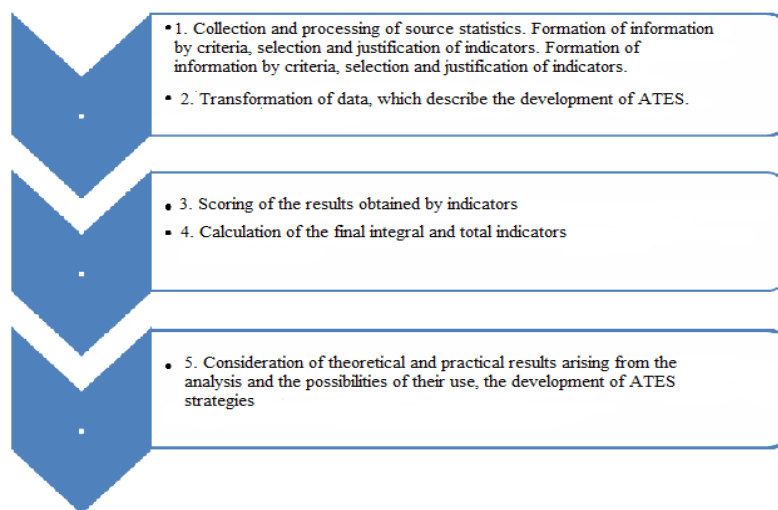 • 1. Collection and processing of source statistics. Formation of information
by criteria, selection and justification of indicators. Formation of
information by criteria, selection and justification of indicators.
• 2. Transformation of data, which describe the development of ATES.
• 3. Scoring of the results obtained by indicators
• 4. Calculation of the final integral and total indicators
• 5. Consideration of theoretical and practical results arising from the
analysis and the possibilities of their use, the development of ATES
strategies